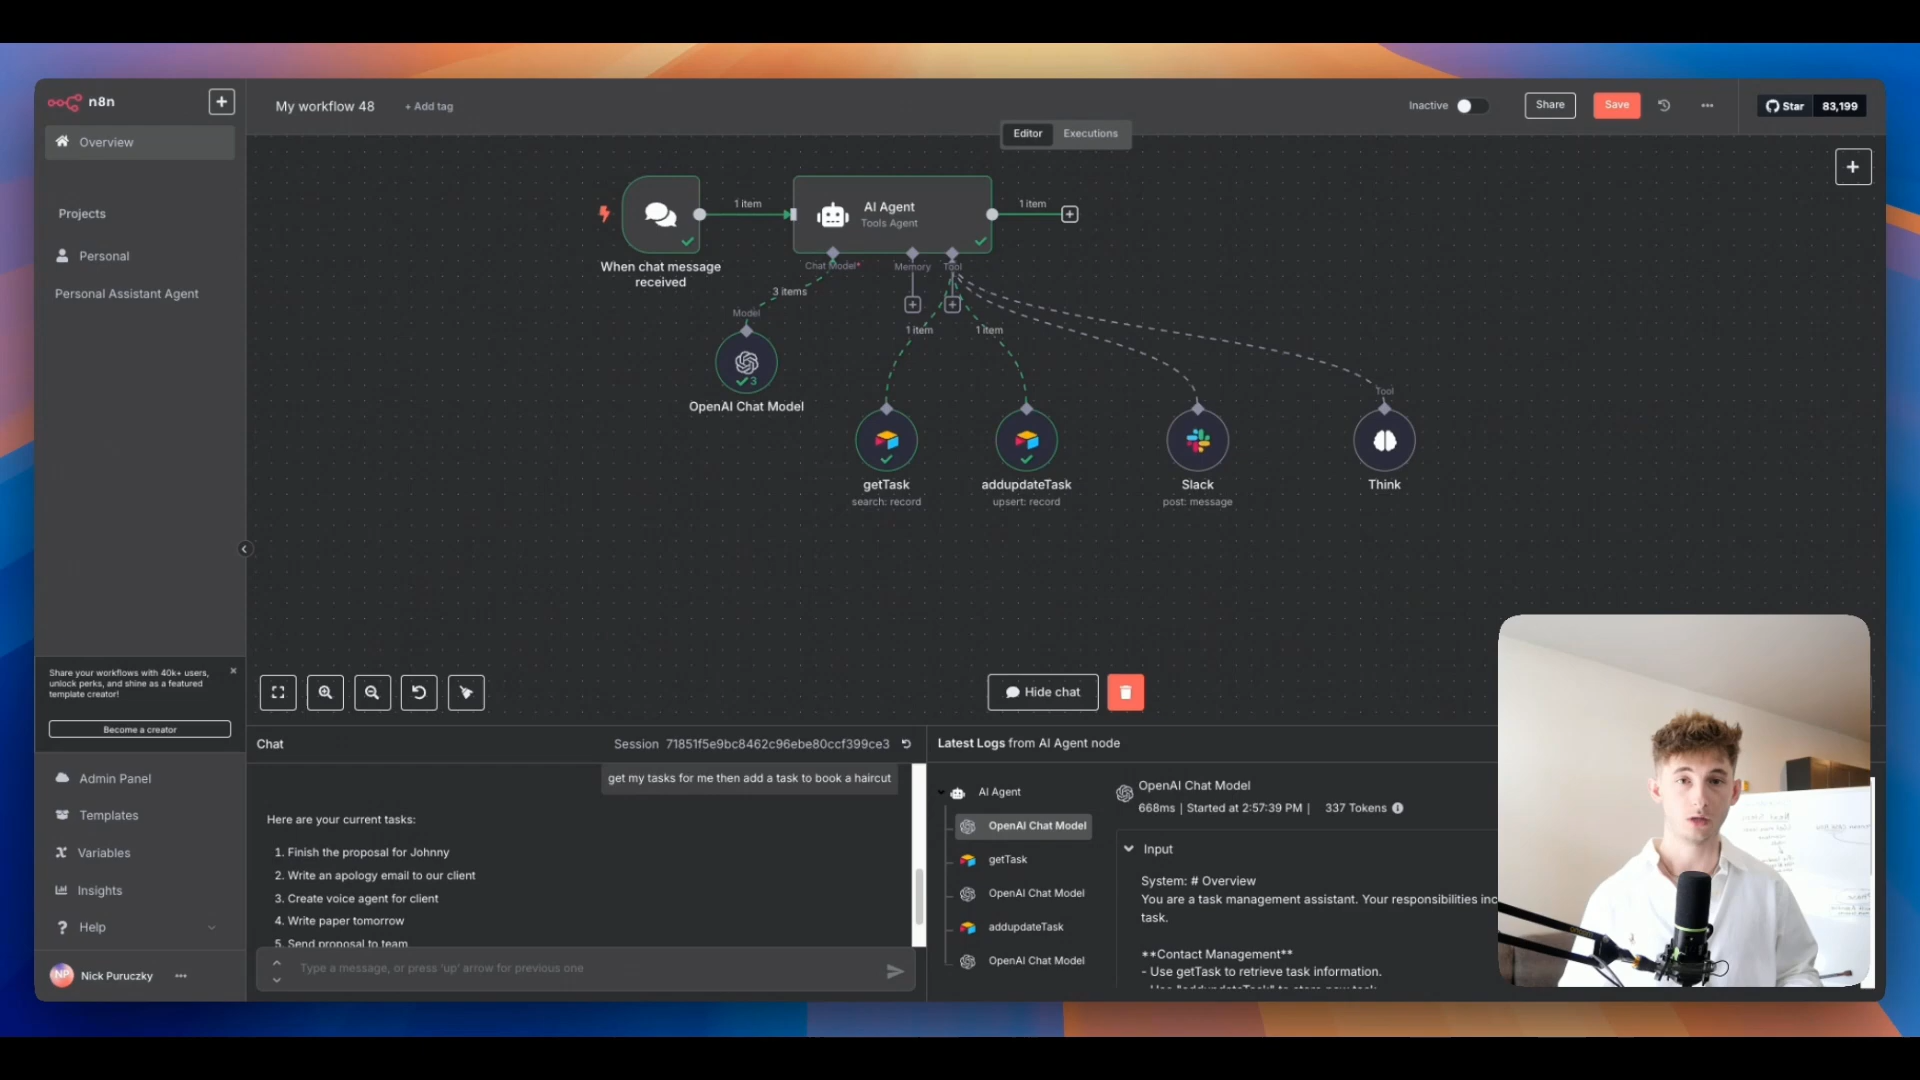 n8n
+
Overview
Projects
Personal
Personal Assistant Agent
Share your workflows with 40k+ users,
unlock perks, and shine as a featured
template creator!
Become a creator
Admin Panel
Templates
Variables
Insights
Help
NP Nick Puruczky
My workflow 48
+ Add tag
Inactive
Share
Save
Star 83,199
Editor Executions
When chat message
received
1 item
AI Agent
Tools Agent
1 item
Chat Model*
Memory
Tool
3 items
Model
3
OpenAI Chat Model
1 item
1 item
getTask
search: record
addupdateTask
upsert: record
Slack
post: message
Tool
Think
Hide chat
Chat
Session 71851f5e9bc8462c96ebe80ccf399ce3
get my tasks for me then add a task to book a haircut
Here are your current tasks:
1. Finish the proposal for Johnny
2. Write an apology email to our client
3. Create voice agent for client
4. Write paper tomorrow
5. Send proposal to team
Type a message, or press 'up' arrow for previous one
Latest Logs from AI Agent node
AI Agent
OpenAI Chat Model
getTask
OpenAI Chat Model
addupdateTask
OpenAI Chat Model
OpenAI Chat Model
668ms | Started at 2:57:39 PM | 337 Tokens
Input
System: # Overview
You are a task management assistant. Your responsibilities inc
task.
**Contact Management**
- Use getTask to retrieve task information.
- Use "addupdateTask" to store new task